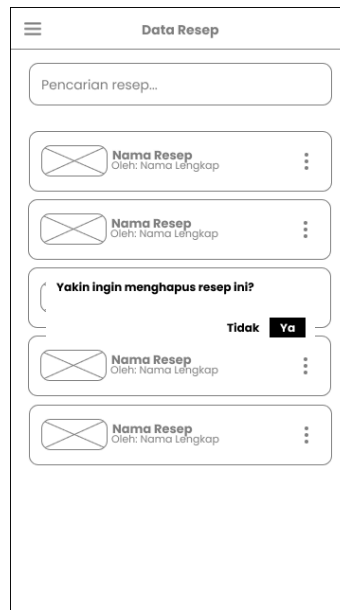 Data Resep
Pencarian resep...
Nama Resep
Oleh: Nama Lengkap
Nama Resep
Oleh: Nama Lengkap
Yakin ingin menghapus resep ini?
Tidak Ya
Nama Resep
Oleh: Nama Lengkap
Nama Resep
Oleh: Nama Lengkap